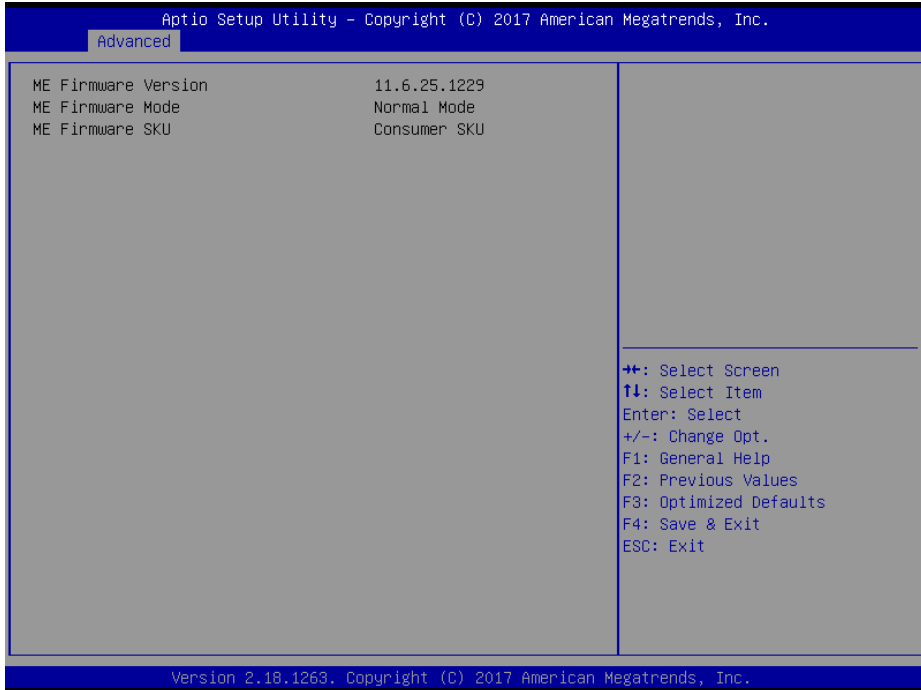 Aptio Setup Utility – Copyright (C) 2017 American Megatrends, Inc.
Advanced
ME Firmware Version 11.6.25.1229
ME Firmware Mode Normal Mode
ME Firmware SKU Consumer SKU
→←: Select Screen
↑↓: Select Item
Enter: Select
+/-: Change Opt.
F1: General Help
F2: Previous Values
F3: Optimized Defaults
F4: Save & Exit
ESC: Exit
Version 2.18.1263. Copyright (C) 2017 American Megatrends, Inc.